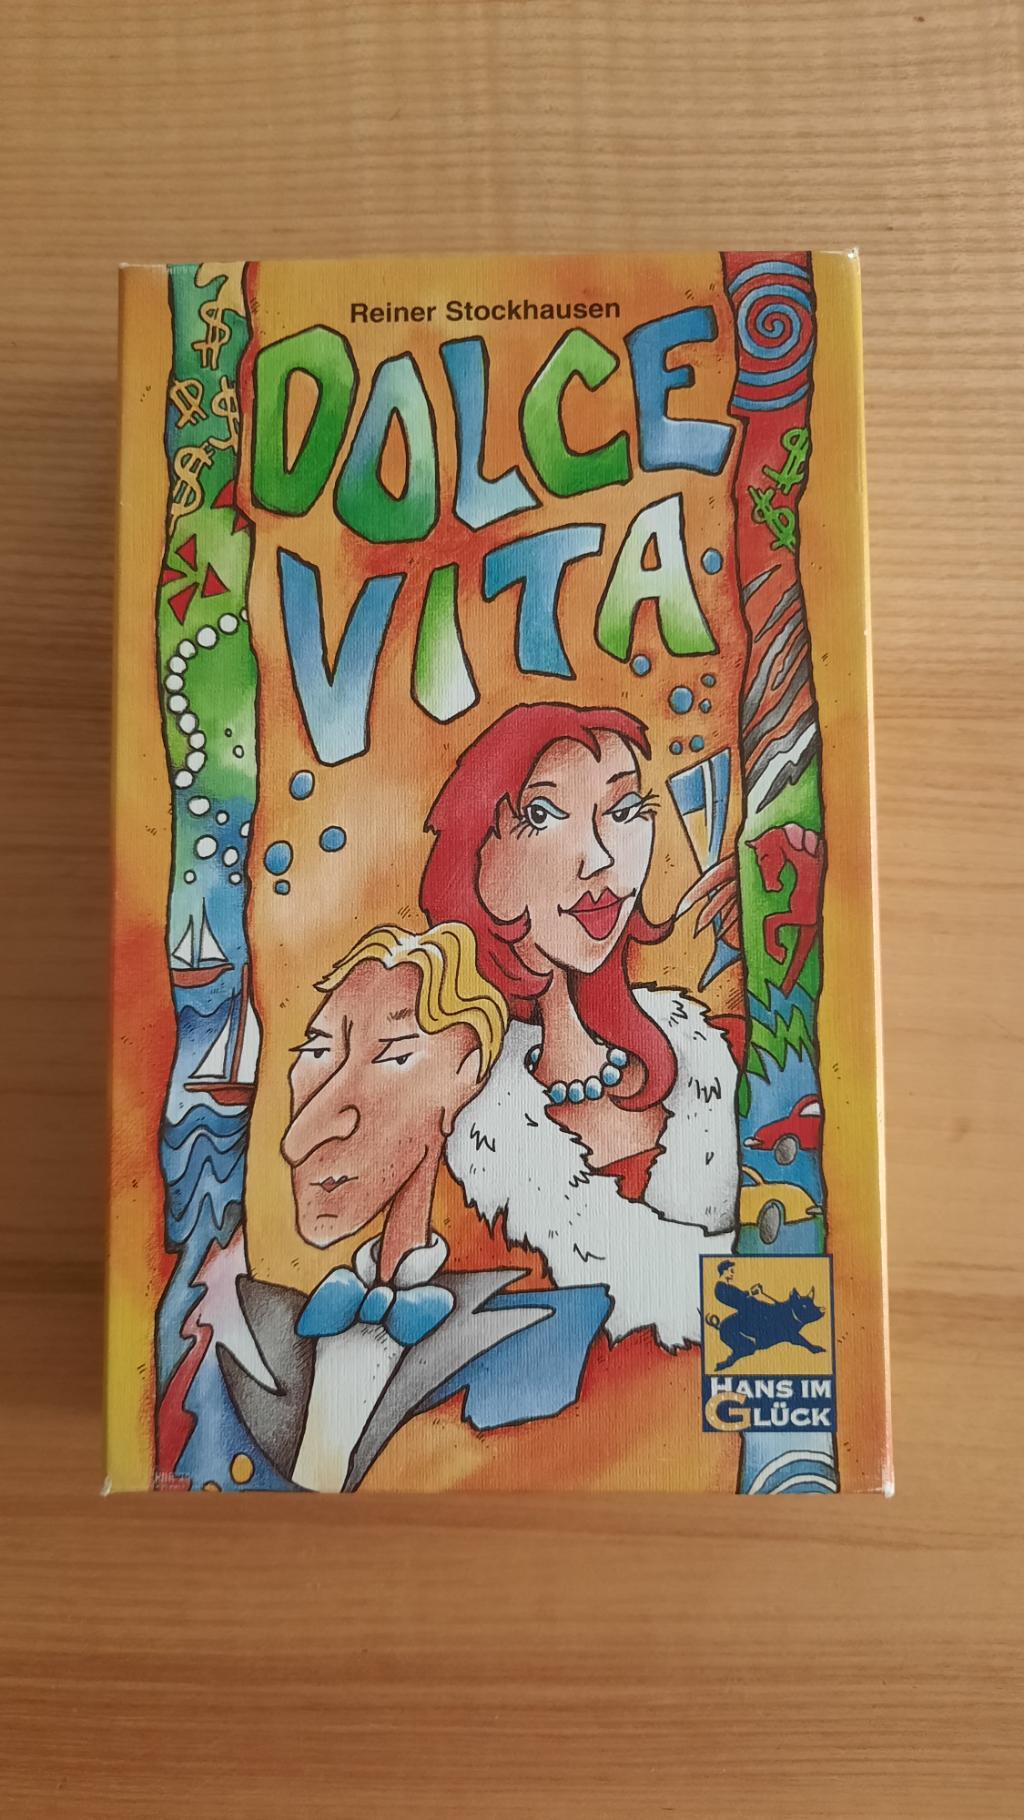 Reiner Stockhausen
DOLCE
VITA
HANS IM
GLÜCK